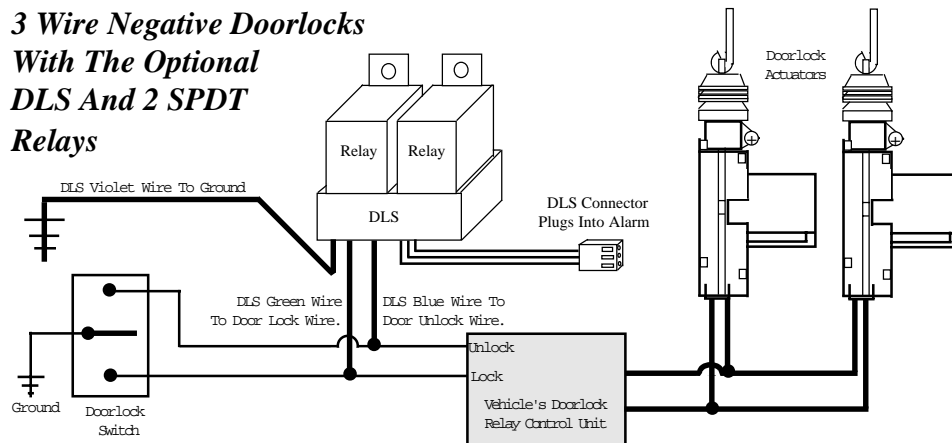 3 Wire Negative Doorlocks
With The Optional
DLS And 2 SPDT
Relays
Doorlock
Actuators
Relay
Relay
DLS Violet Wire To Ground
DLS
DLS Connector
Plugs Into Alarm
DLS Green Wire
To Door Lock Wire.
DLS Blue Wire To
Door Unlock Wire.
Unlock
Lock
Vehicle's Doorlock
Relay Control Unit
Ground
Doorlock
Switch